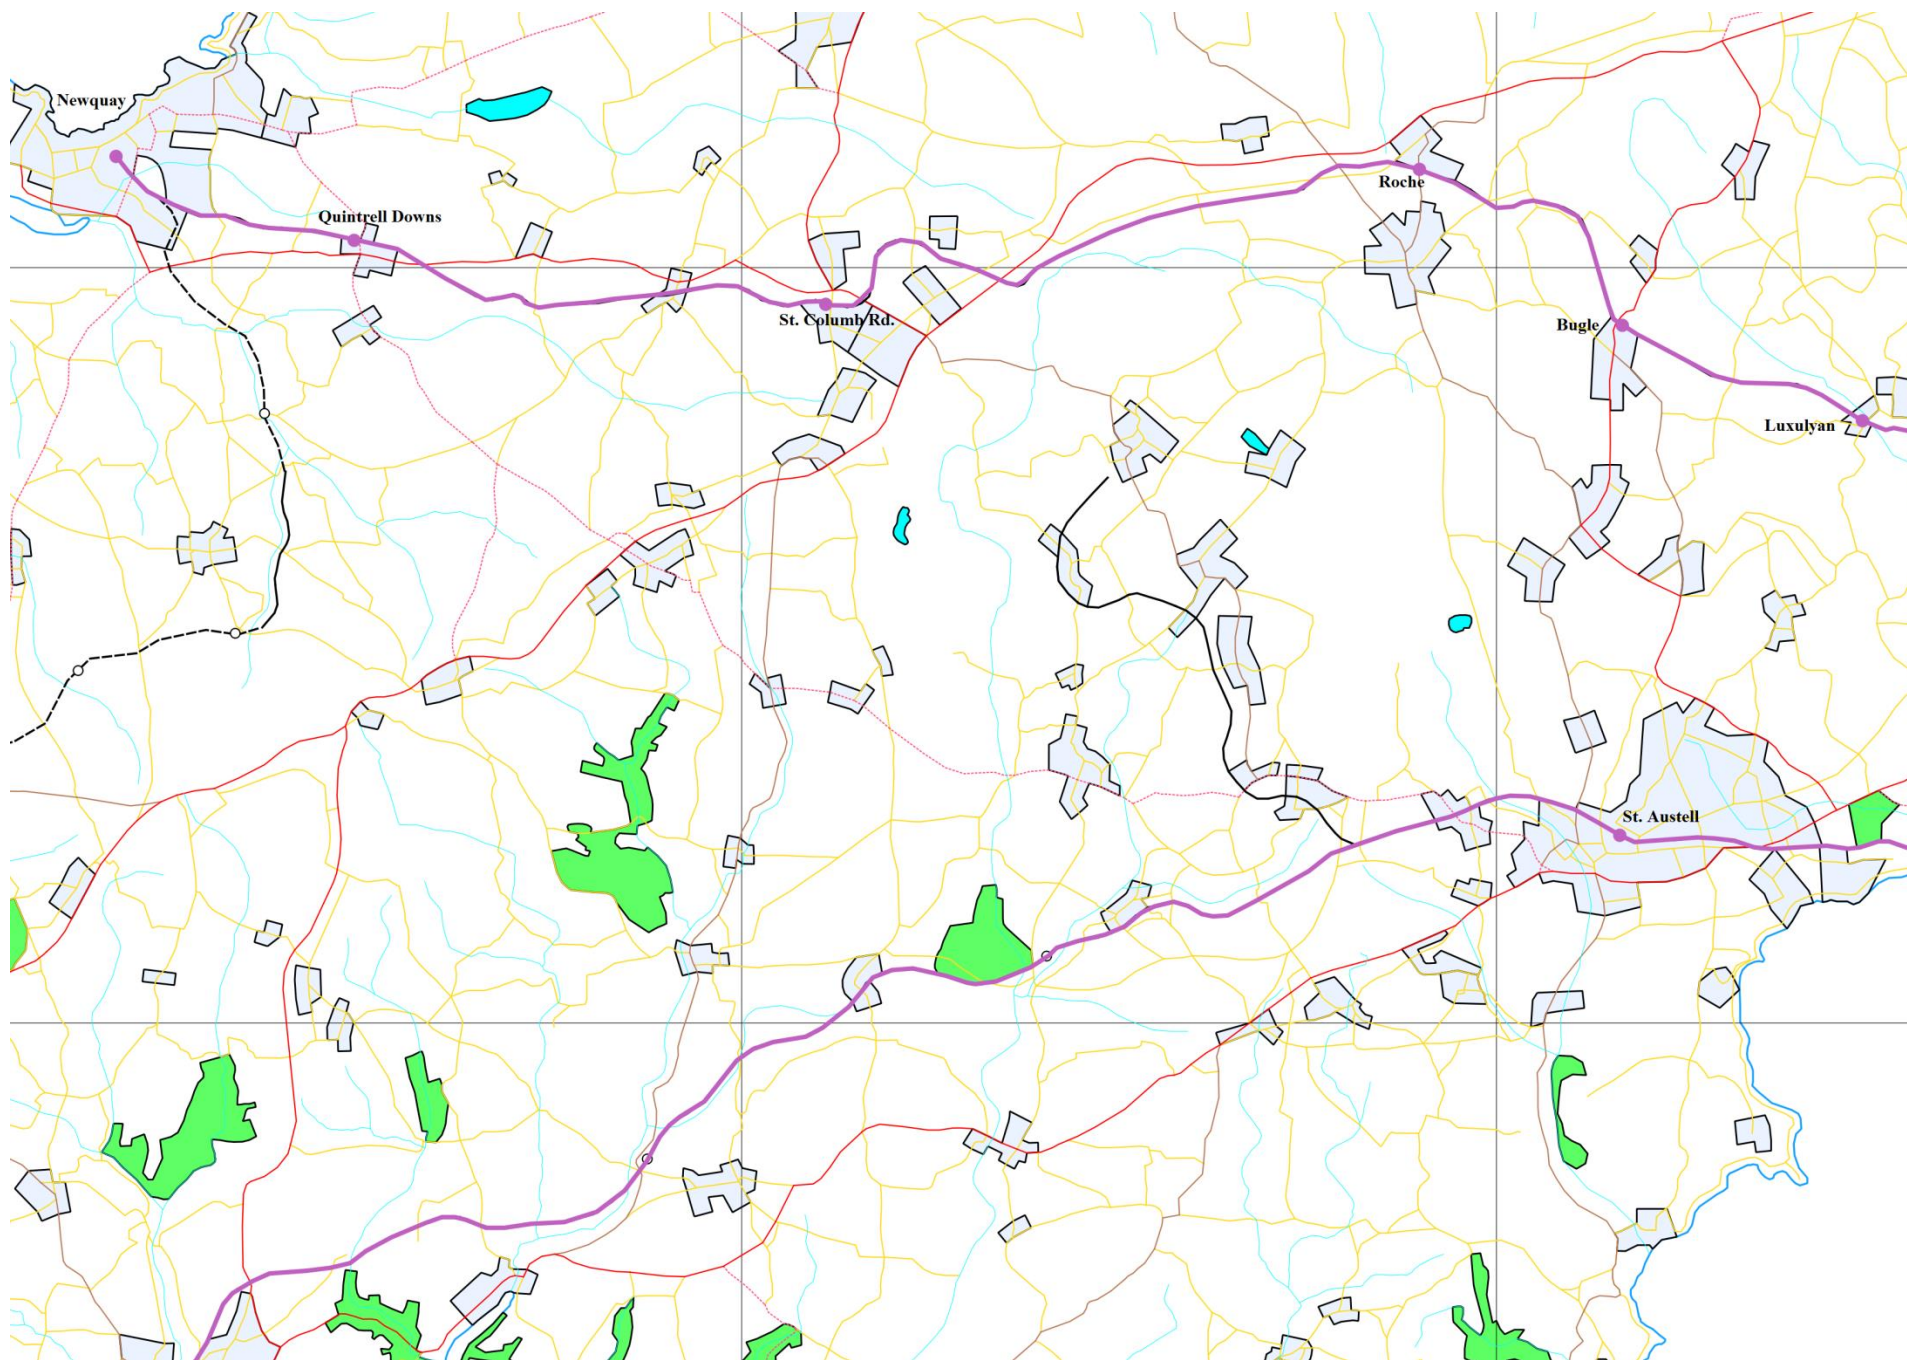 Newquay
Quintrell Downs
St. Columb Rd.
Roche
Bugle
Luxulyan
St. Austell